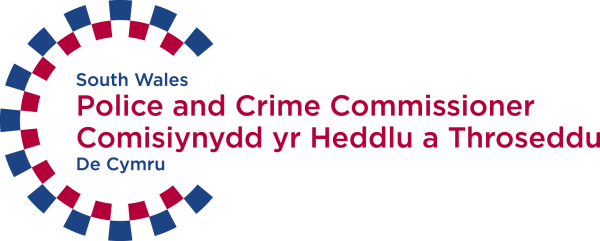 South Wales
Police and Crime Commissioner
Comisiynydd yr Heddlu a Throseddu
De Cymru